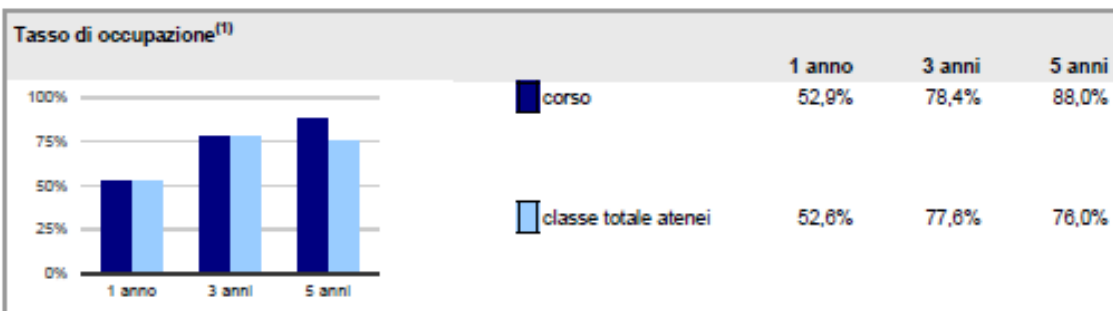 Tasso di occupazione(1)
1 anno 3 anni 5 anni
100%
75%
50%
25%
0%
1 anno 3 anni 5 anni
corso 52,9% 78,4% 88,0%
classe totale atenei 52,6% 77,6% 76,0%